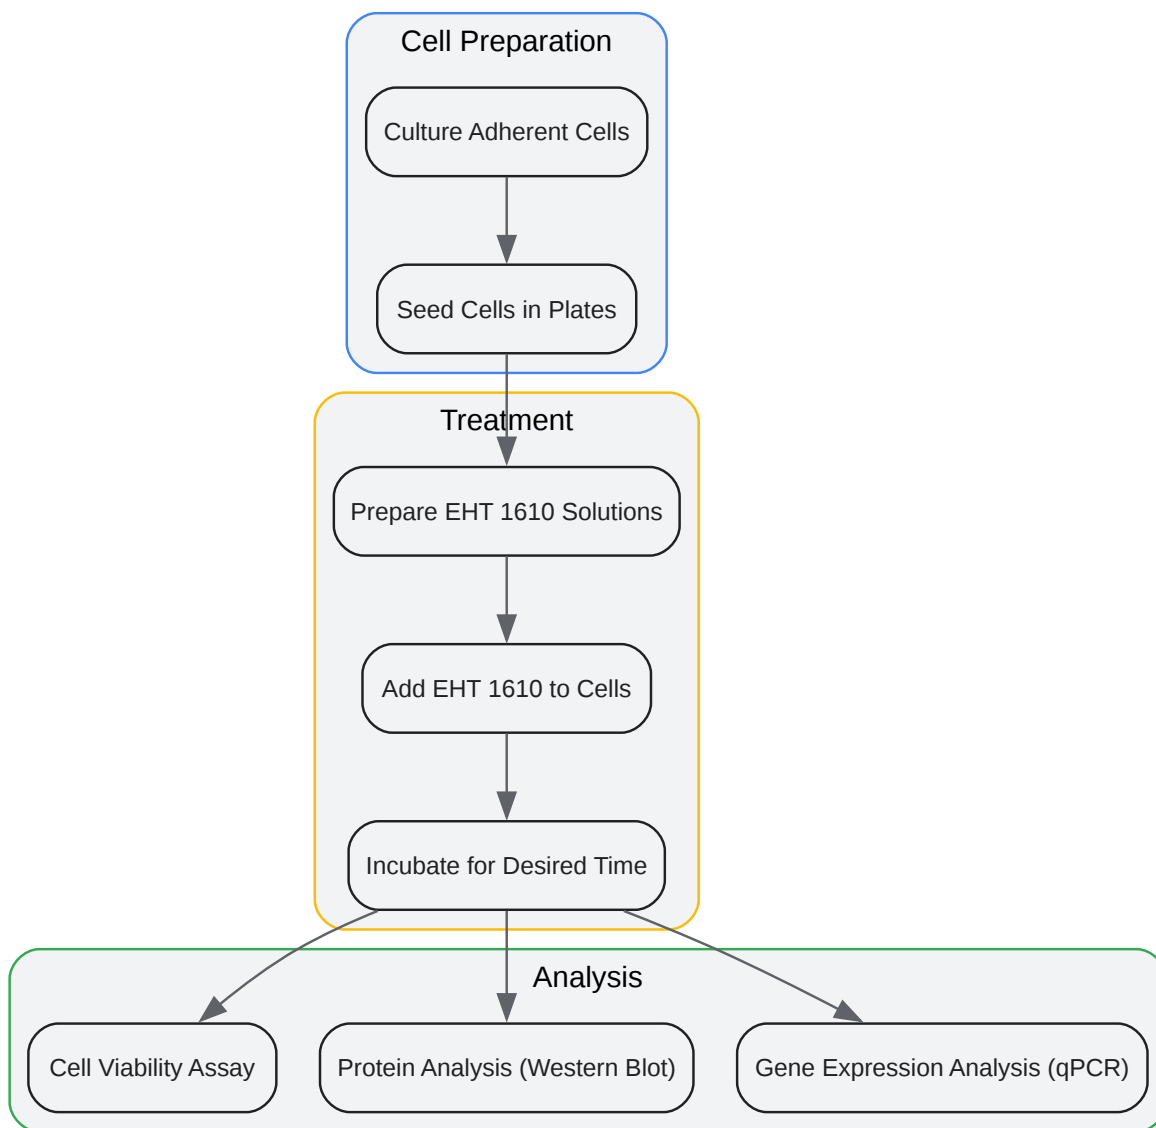 Cell Preparation
Culture Adherent Cells
Seed Cells in Plates
Treatment
Prepare EHT 1610 Solutions
Add EHT 1610 to Cells
Incubate for Desired Time
Analysis
Cell Viability Assay
Protein Analysis (Western Blot)
Gene Expression Analysis (qPCR)